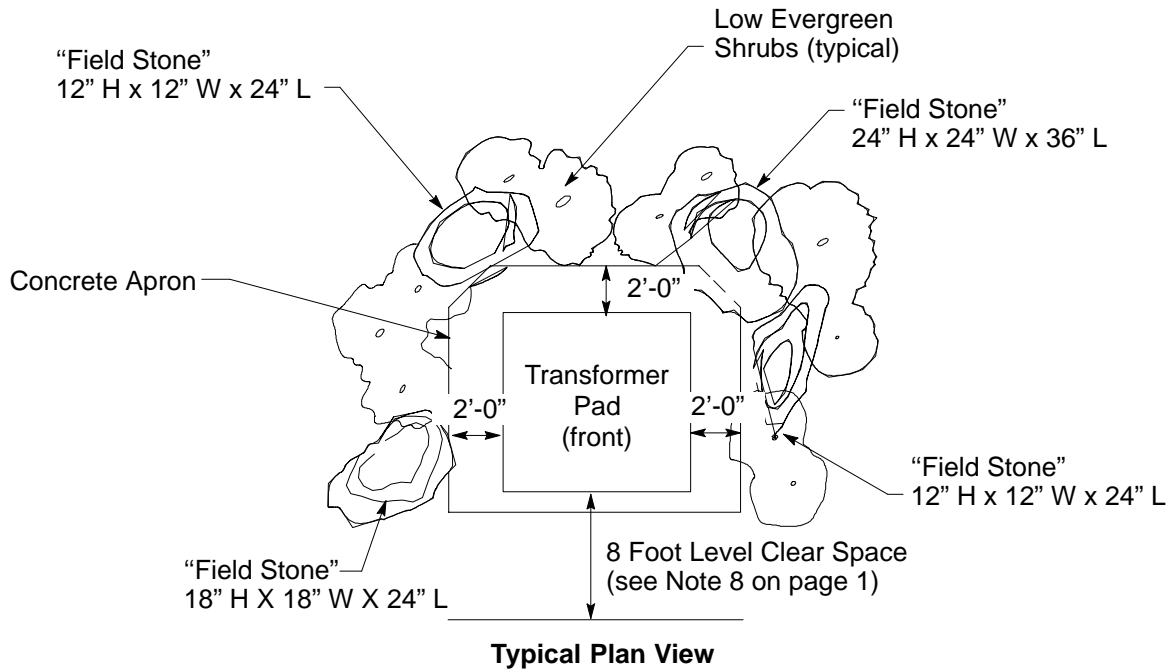 Low Evergreen
Shrubs (typical)
“Field Stone”
12” H x 12” W x 24” L
“Field Stone”
24” H x 24” W x 36” L
Concrete Apron
2’-0”
Transformer
Pad
(front)
2’-0”
2’-0”
“Field Stone”
12” H x 12” W x 24” L
8 Foot Level Clear Space
(see Note 8 on page 1)
“Field Stone”
18” H X 18” W X 24” L
Typical Plan View